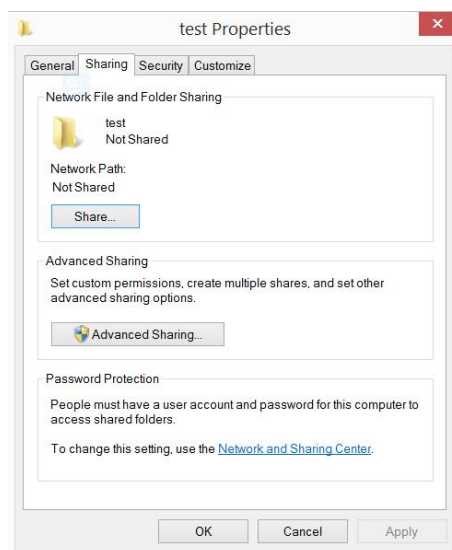 test Properties
General Sharing Security Customize
Network File and Folder Sharing
test
Not Shared
Network Path:
Not Shared
Share...
Advanced Sharing
Set custom permissions, create multiple shares, and set other
advanced sharing options.
Advanced Sharing...
Password Protection
People must have a user account and password for this computer to
access shared folders.
To change this setting, use the Network and Sharing Center.
OK Cancel Apply